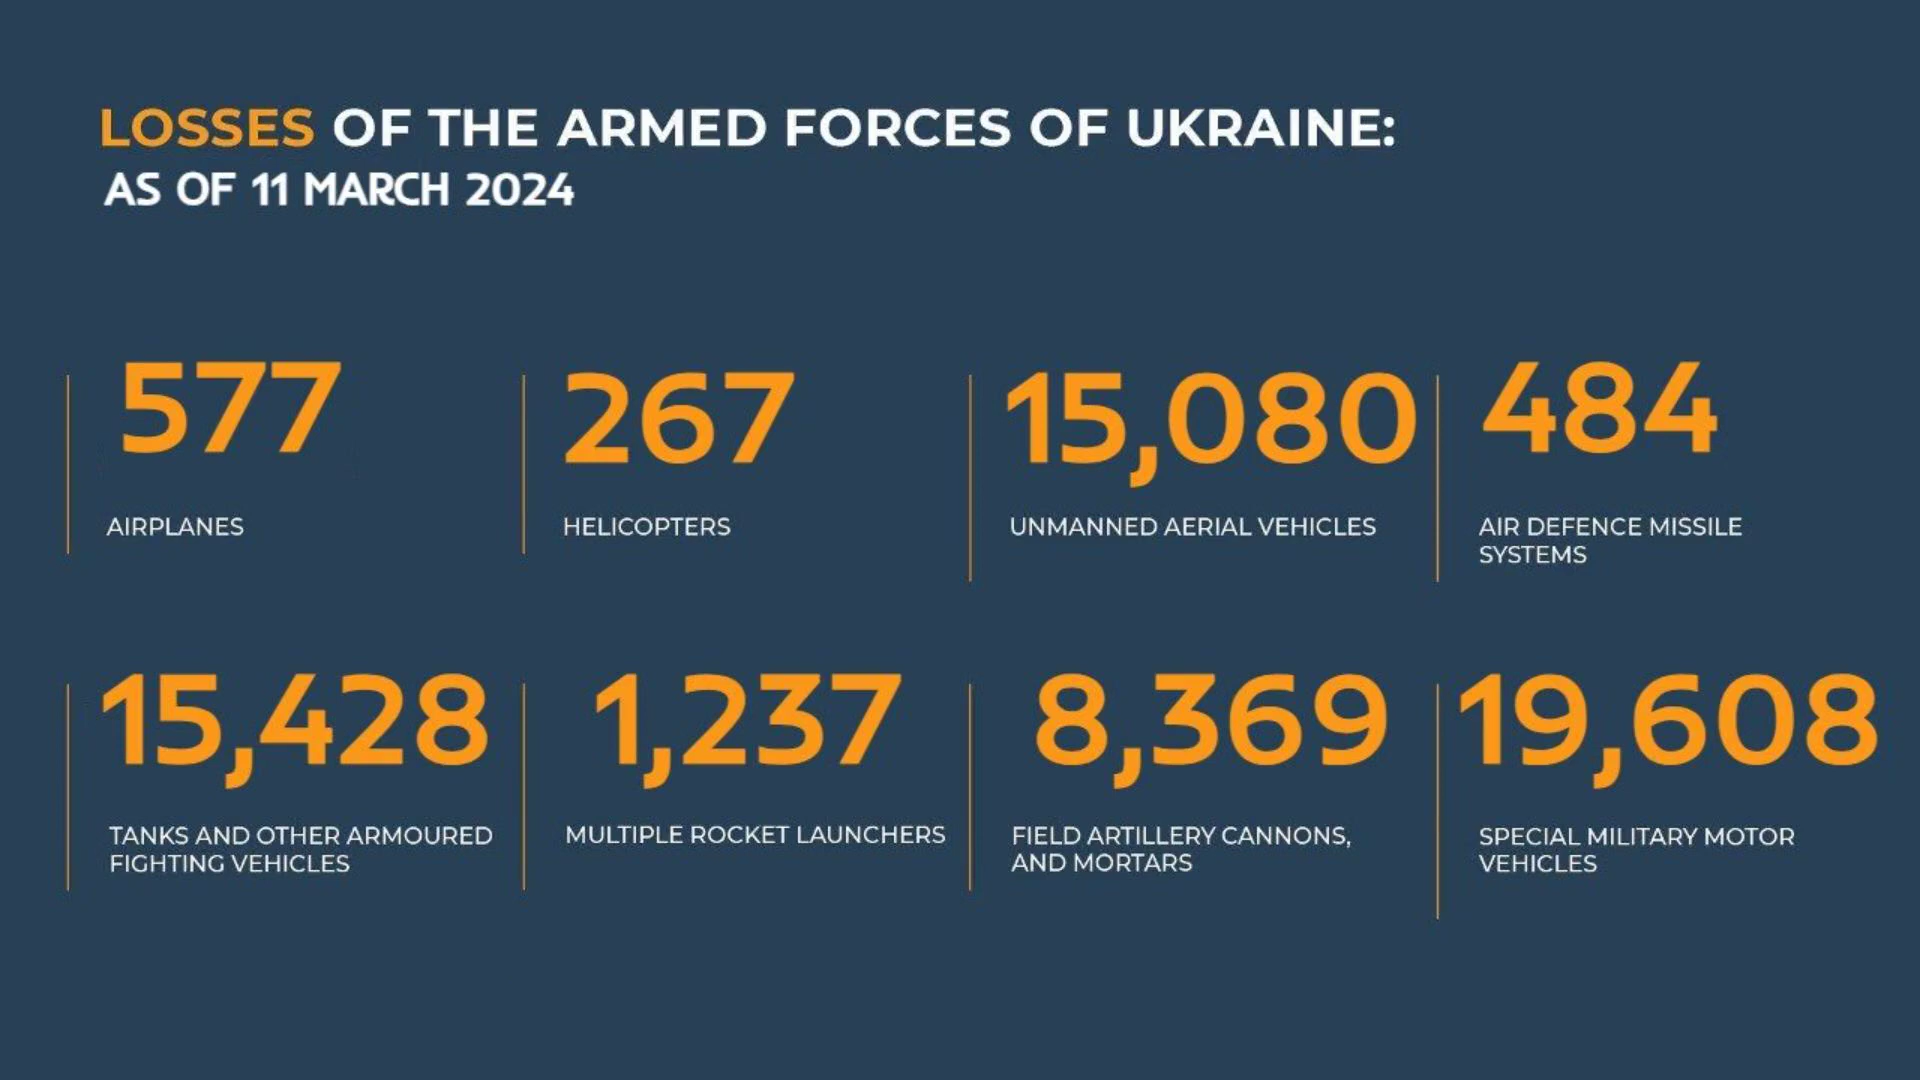 LOSSES OF THE ARMED FORCES OF UKRAINE:
AS OF 11 MARCH 2024
577
AIRPLANES
267
HELICOPTERS
15,080
UNMANNED AERIAL VEHICLES
484
AIR DEFENCE MISSILE
SYSTEMS
15,428
TANKS AND OTHER ARMOURED
FIGHTING VEHICLES
1,237
MULTIPLE ROCKET LAUNCHERS
8,369
FIELD ARTILLERY CANNONS,
AND MORTARS
19,608
SPECIAL MILITARY MOTOR
VEHICLES